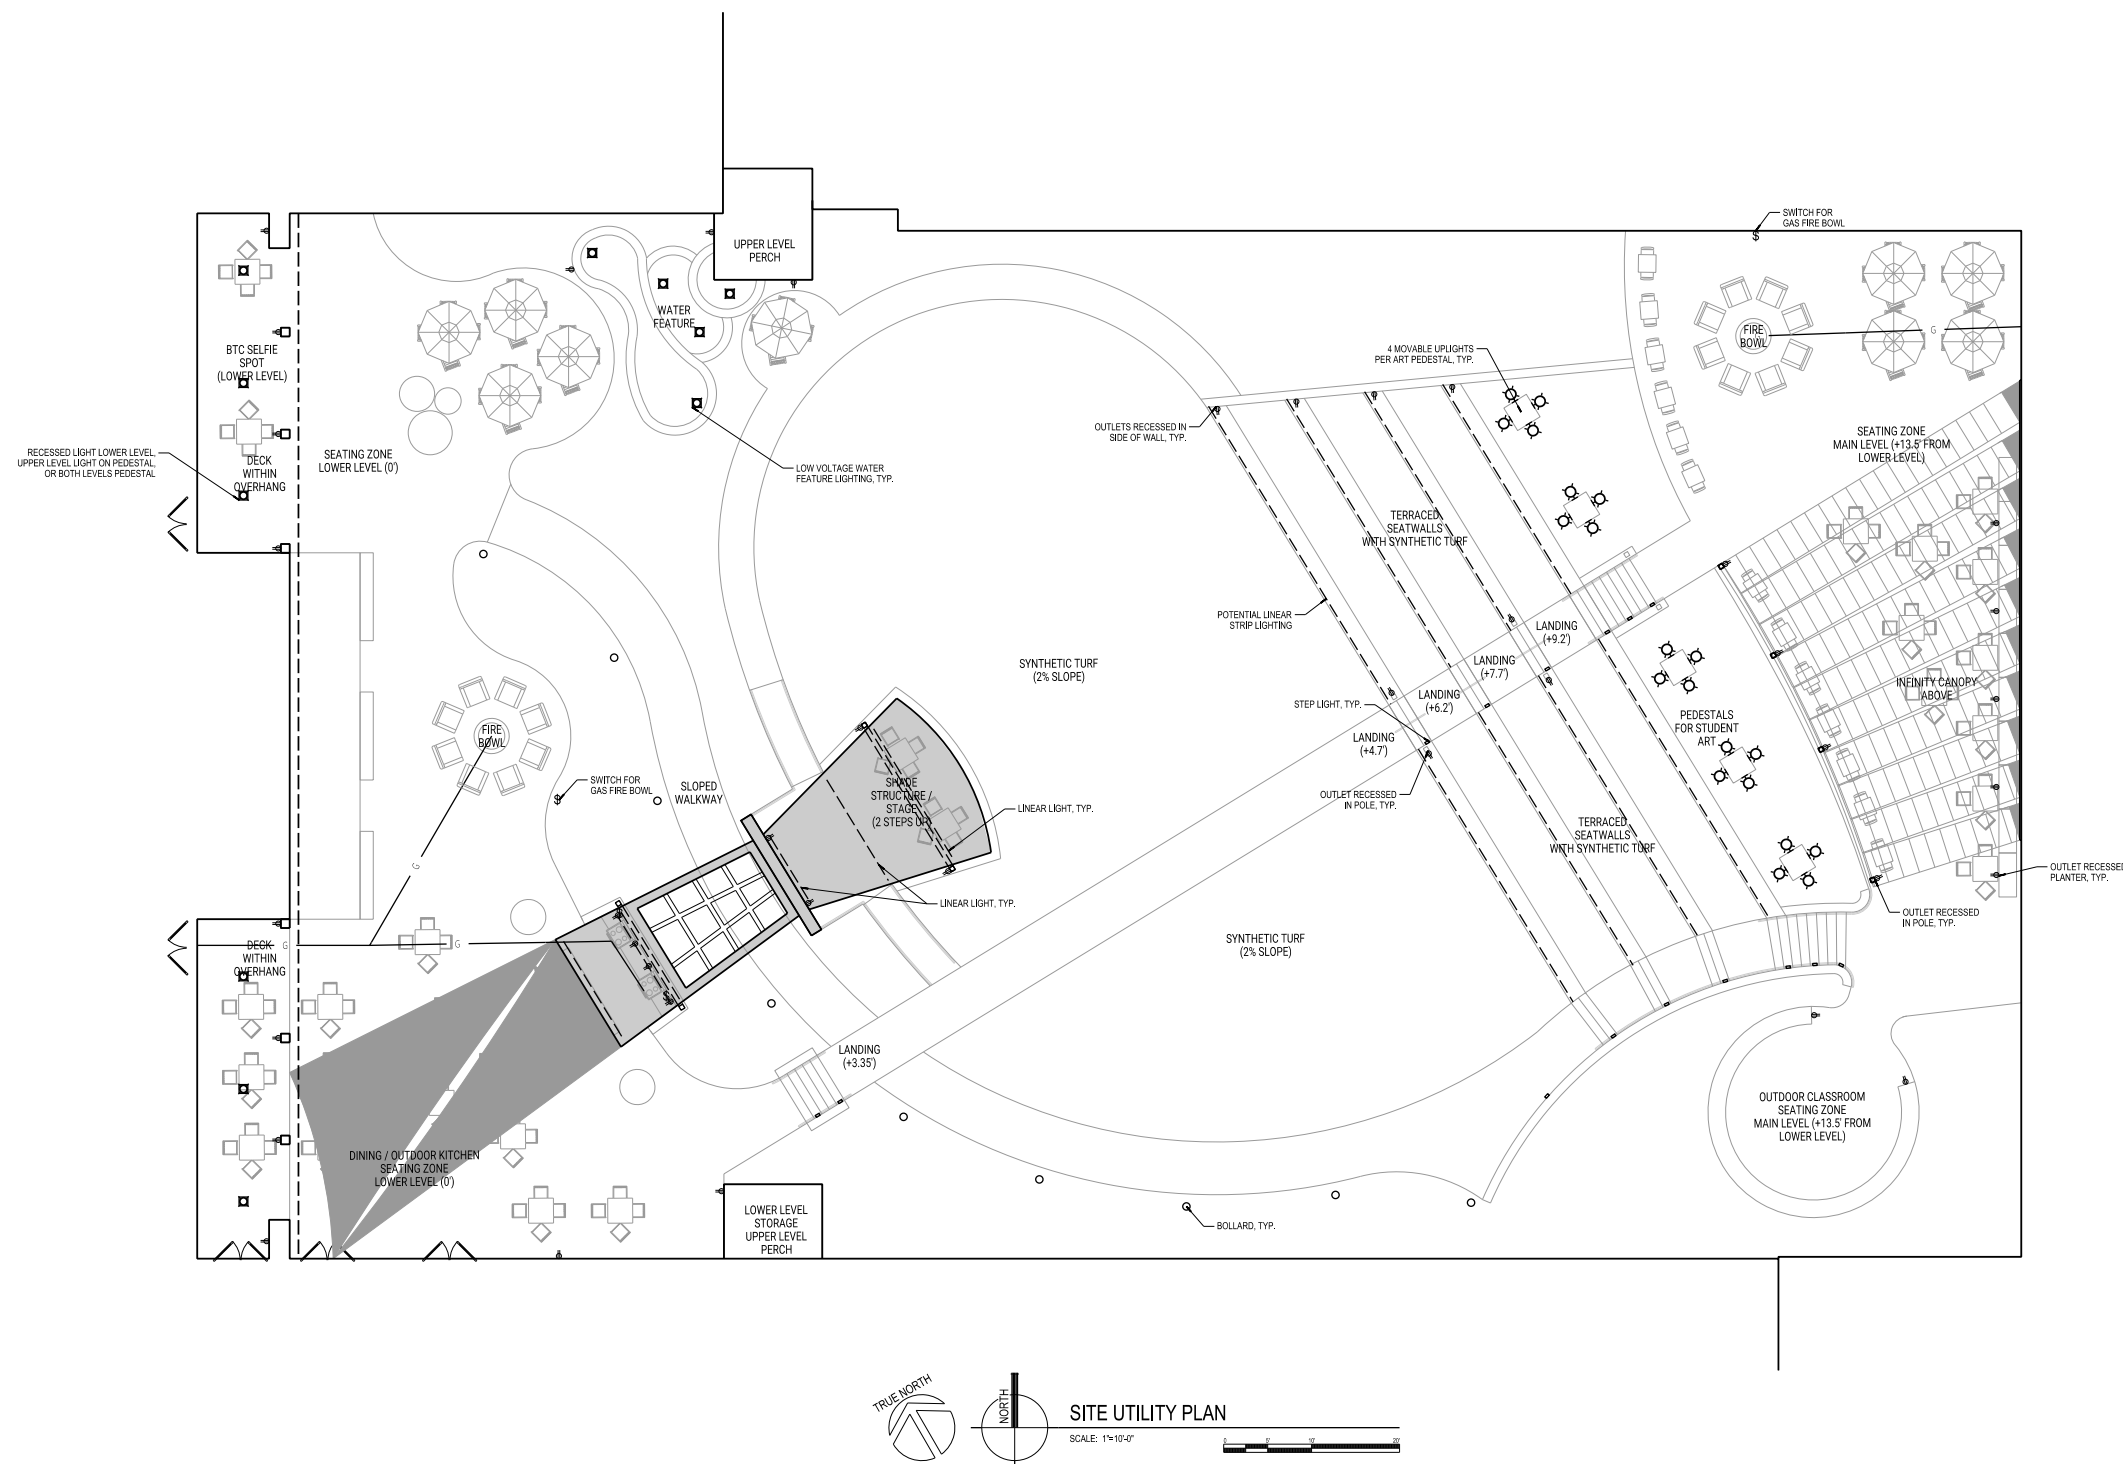 SWITCH FOR
GAS FIRE BOWL
UPPER LEVEL
PERCH
WATER
FEATURE
FIRE
BOWL
G
BTC SELFIE
SPOT
(LOWER LEVEL)
4 MOVABLE UPLIGHTS
PER ART PEDESTAL, TYP.
RECESSED LIGHT LOWER LEVEL,
UPPER LEVEL LIGHT ON PEDESTAL,
OR BOTH LEVELS PEDESTAL
DECK
WITHIN
OVERHANG
SEATING ZONE
LOWER LEVEL (0')
LOW VOLTAGE WATER
FEATURE LIGHTING, TYP.
OUTLETS RECESSED IN
SIDE OF WALL, TYP.
SEATING ZONE
MAIN LEVEL (+13.5' FROM
LOWER LEVEL)
TERRACED
SEATWALLS
WITH SYNTHETIC TURF
POTENTIAL LINEAR
STRIP LIGHTING
LANDING
(+9.2')
LANDING
(+7.7')
LANDING
(+6.2')
LANDING
(+4.7')
SYNTHETIC TURF
(2% SLOPE)
STEP LIGHT, TYP.
INFINITY CANOPY
ABOVE
PEDESTALS
FOR STUDENT
ART
FIRE
BOWL
SWITCH FOR
GAS FIRE BOWL
SLOPED
WALKWAY
SHADE
STRUCTURE /
STAGE
(2 STEPS UP)
LINEAR LIGHT, TYP.
OUTLET RECESSED
IN POLE, TYP.
TERRACED
SEATWALLS
WITH SYNTHETIC TURF
G
LINEAR LIGHT, TYP.
OUTLET RECESSED
PLANTER, TYP.
OUTLET RECESSED
IN POLE, TYP.
DECK
WITHIN
OVERHANG
G
G
SYNTHETIC TURF
(2% SLOPE)
LANDING
(+3.35')
OUTDOOR CLASSROOM
SEATING ZONE
MAIN LEVEL (+13.5' FROM
LOWER LEVEL)
DINING / OUTDOOR KITCHEN
SEATING ZONE
LOWER LEVEL (0')
LOWER LEVEL
STORAGE
UPPER LEVEL
PERCH
BOLLARD, TYP.
TRUE NORTH
NORTH
SITE UTILITY PLAN
SCALE: 1"=10'-0"
0 5' 10' 20'